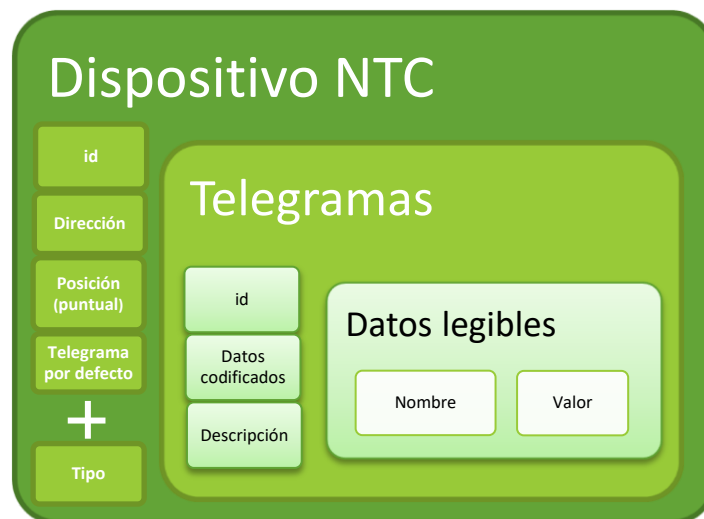 Dispositivo NTC
id
Dirección
Posición
(puntual)
Telegrama
por defecto
+
Tipo
Telegramas
id
Datos
codificados
Descripción
Datos legibles
Nombre
Valor